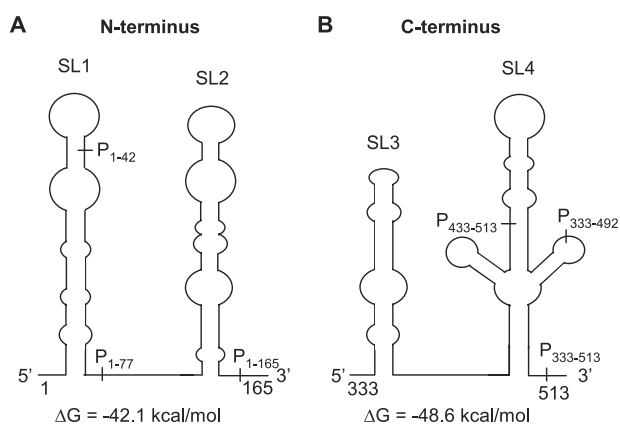 A N-terminus
SL1
SL2
P1-42
P1-77
P1-165
5' 3'
1 165
ΔG = -42.1 kcal/mol
B C-terminus
SL4
SL3
P433-513
P333-492
P333-513
5' 3'
333 513
ΔG = -48.6 kcal/mol